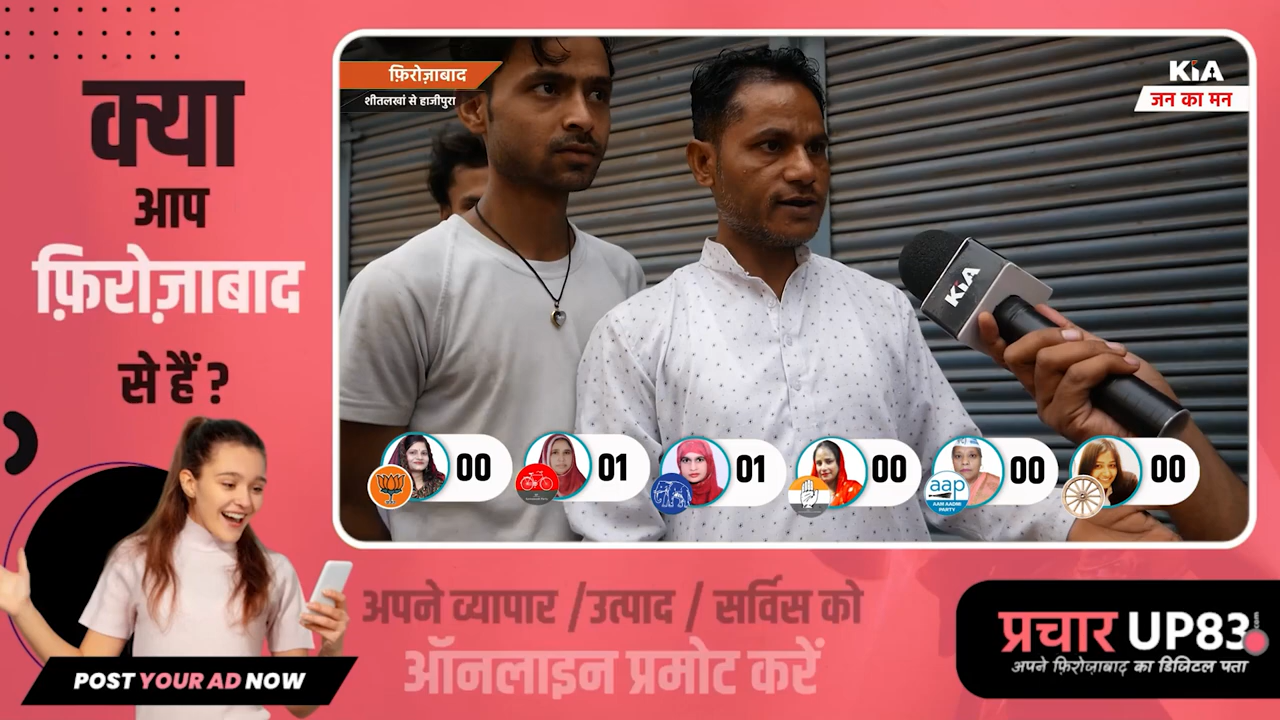 क्या
आप
फ़िरोज़ाबाद
से हैं ?
फ़िरोज़ाबाद
शीतलखां से हाजीपुरा
KIA
जन का मन
KIA
00
01
01
00
00
00
aap
AAM AADMI
PARTY
अपने व्यापार / उत्पाद / सर्विस को
ऑनलाइन प्रमोट करें
POST YOUR AD NOW
प्रचार UP83
.com
अपने फ़िरोज़ाबाद का डिजिटल पता